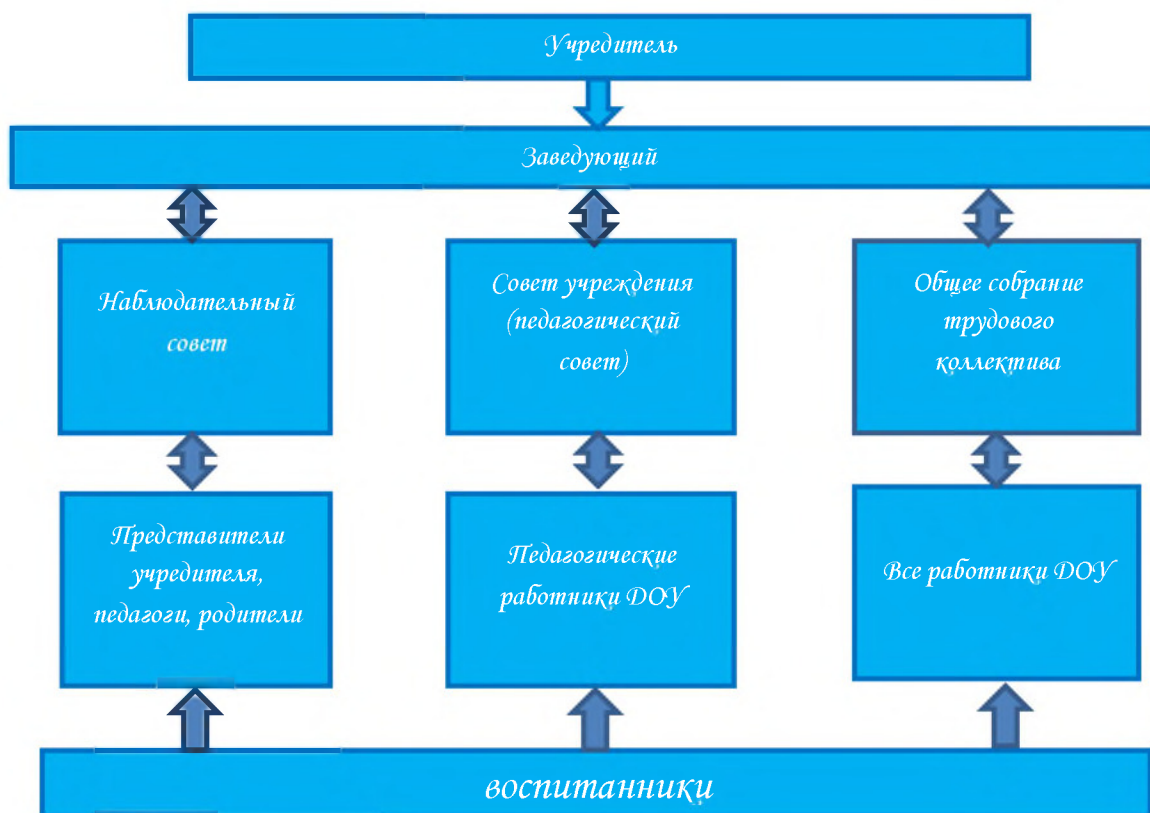 Учредитель
Заведующий
Наблюдательный
совет
Совет учреждения
(педагогический
совет)
Общее собрание
трудового
коллектива
Представители
учредителя,
педагоги, родители
Педагогические
работники ДОУ
Все работники ДОУ
воспитанники